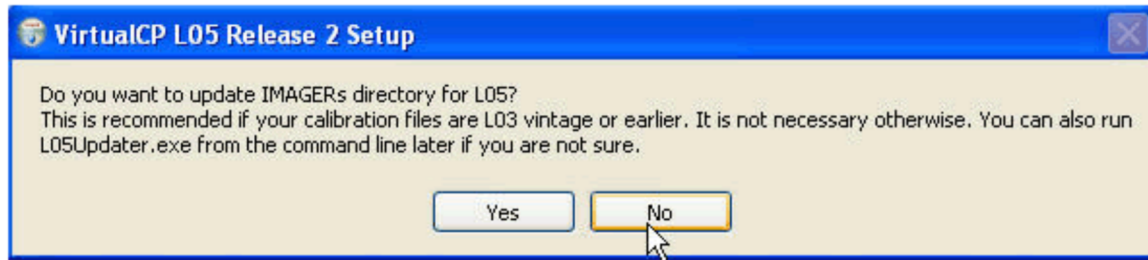 VirtualCP L05 Release 2 Setup
Do you want to update IMAGERs directory for L05?
This is recommended if your calibration files are L03 vintage or earlier. It is not necessary otherwise. You can also run
L05Updater.exe from the command line later if you are not sure.
Yes
No